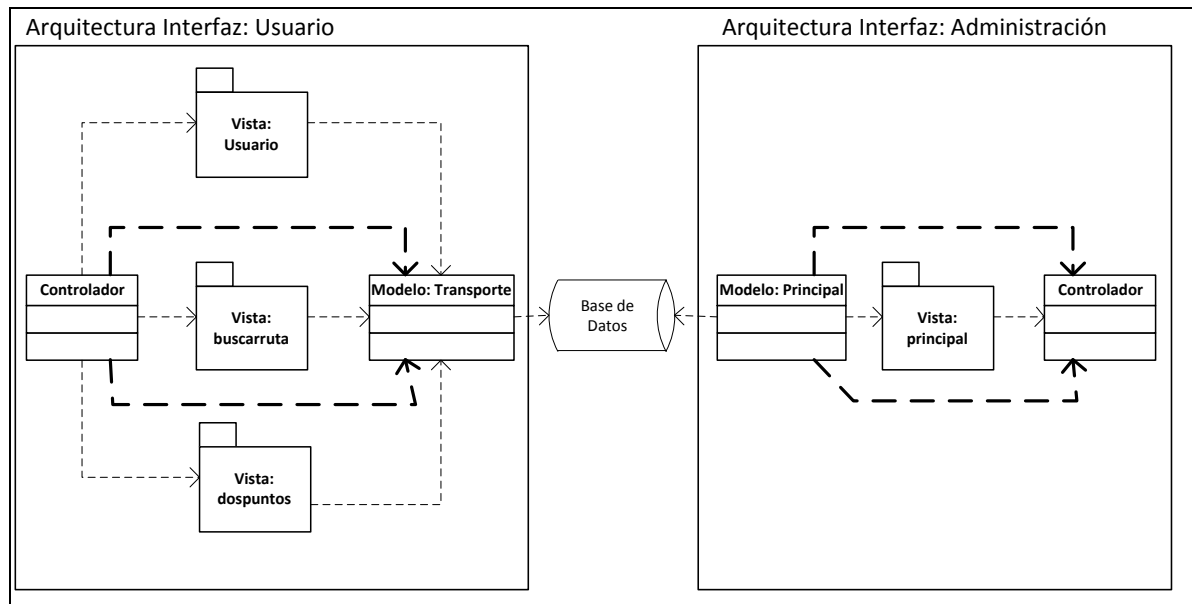 Arquitectura Interfaz: Usuario
Arquitectura Interfaz: Administración
Vista:
Usuario
Controlador
Vista:
buscarruta
Modelo: Transporte
Base de
Datos
Modelo: Principal
Vista:
principal
Controlador
Vista:
dospuntos